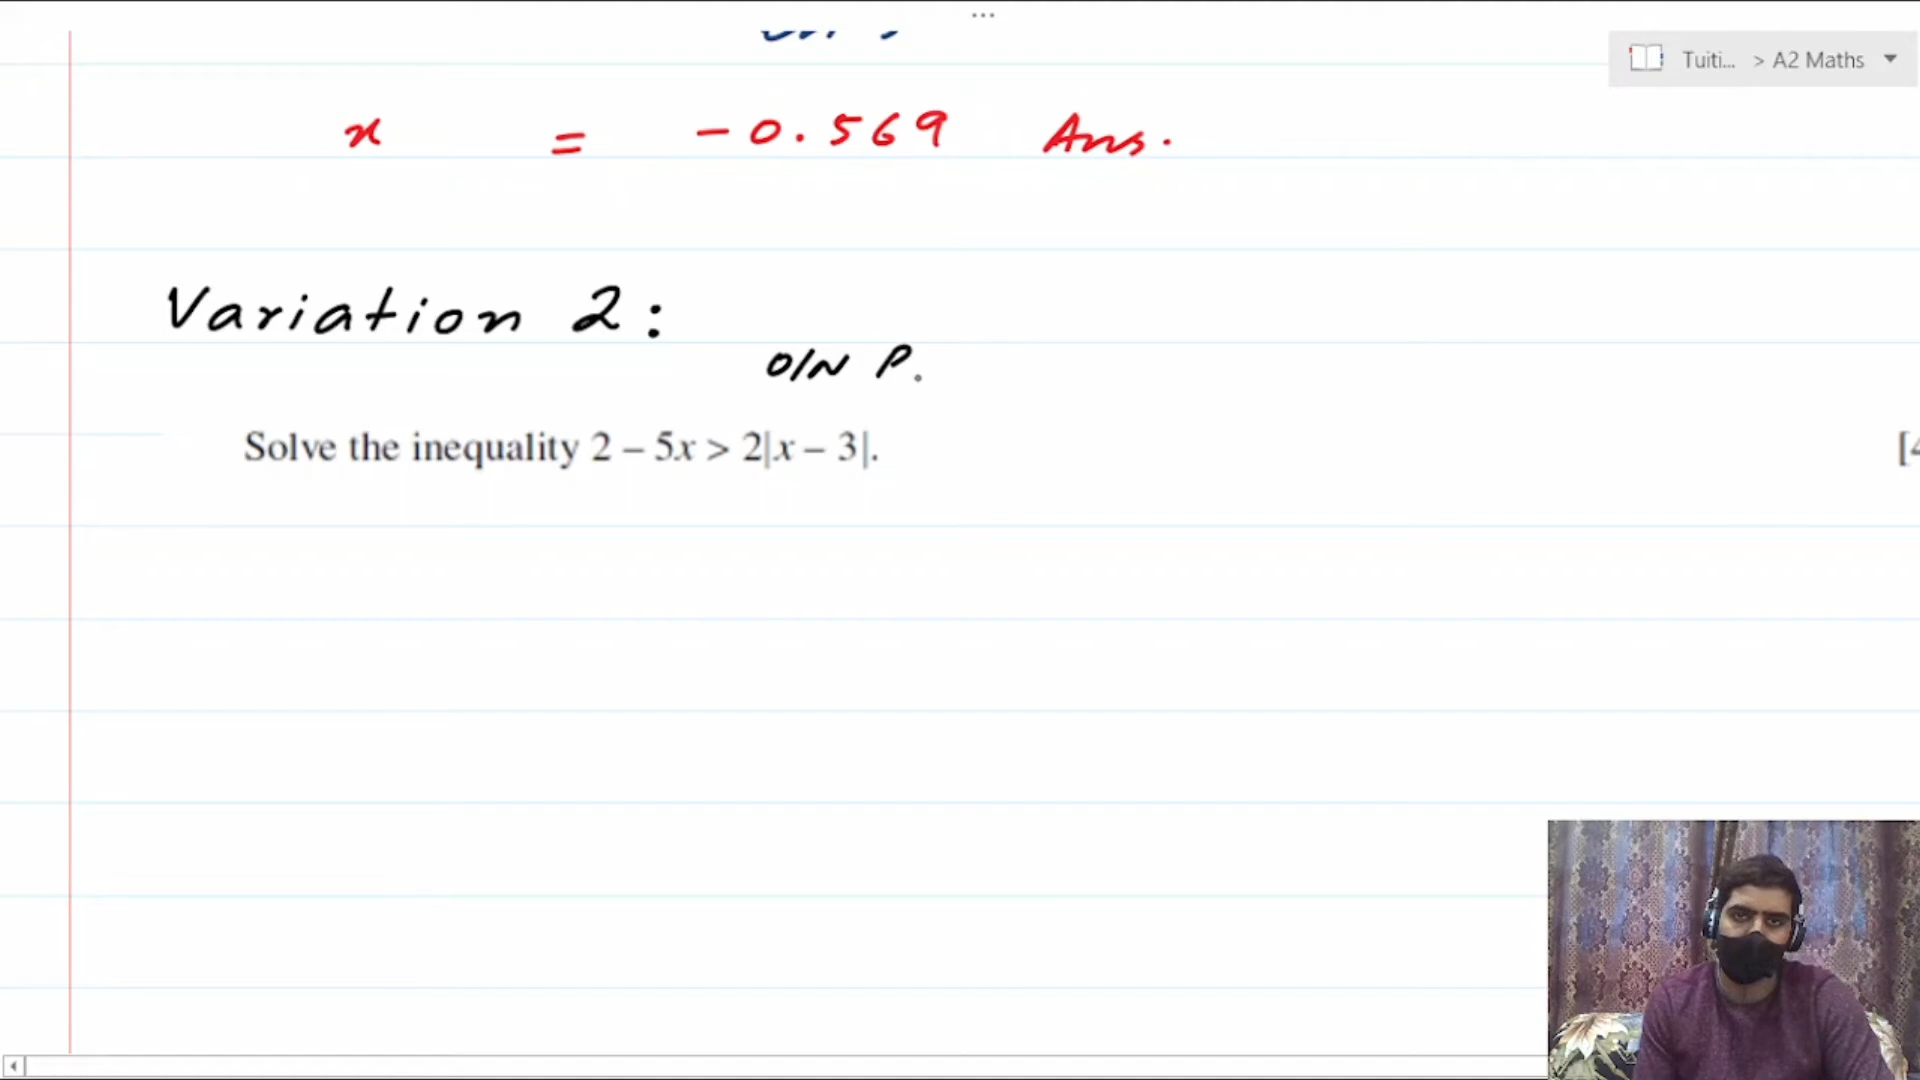 ...
Tuiti... > A2 Maths
x = -0.569 Ans.
Variation 2:
O/N P.
Solve the inequality 2 – 5x > 2|x – 3|.